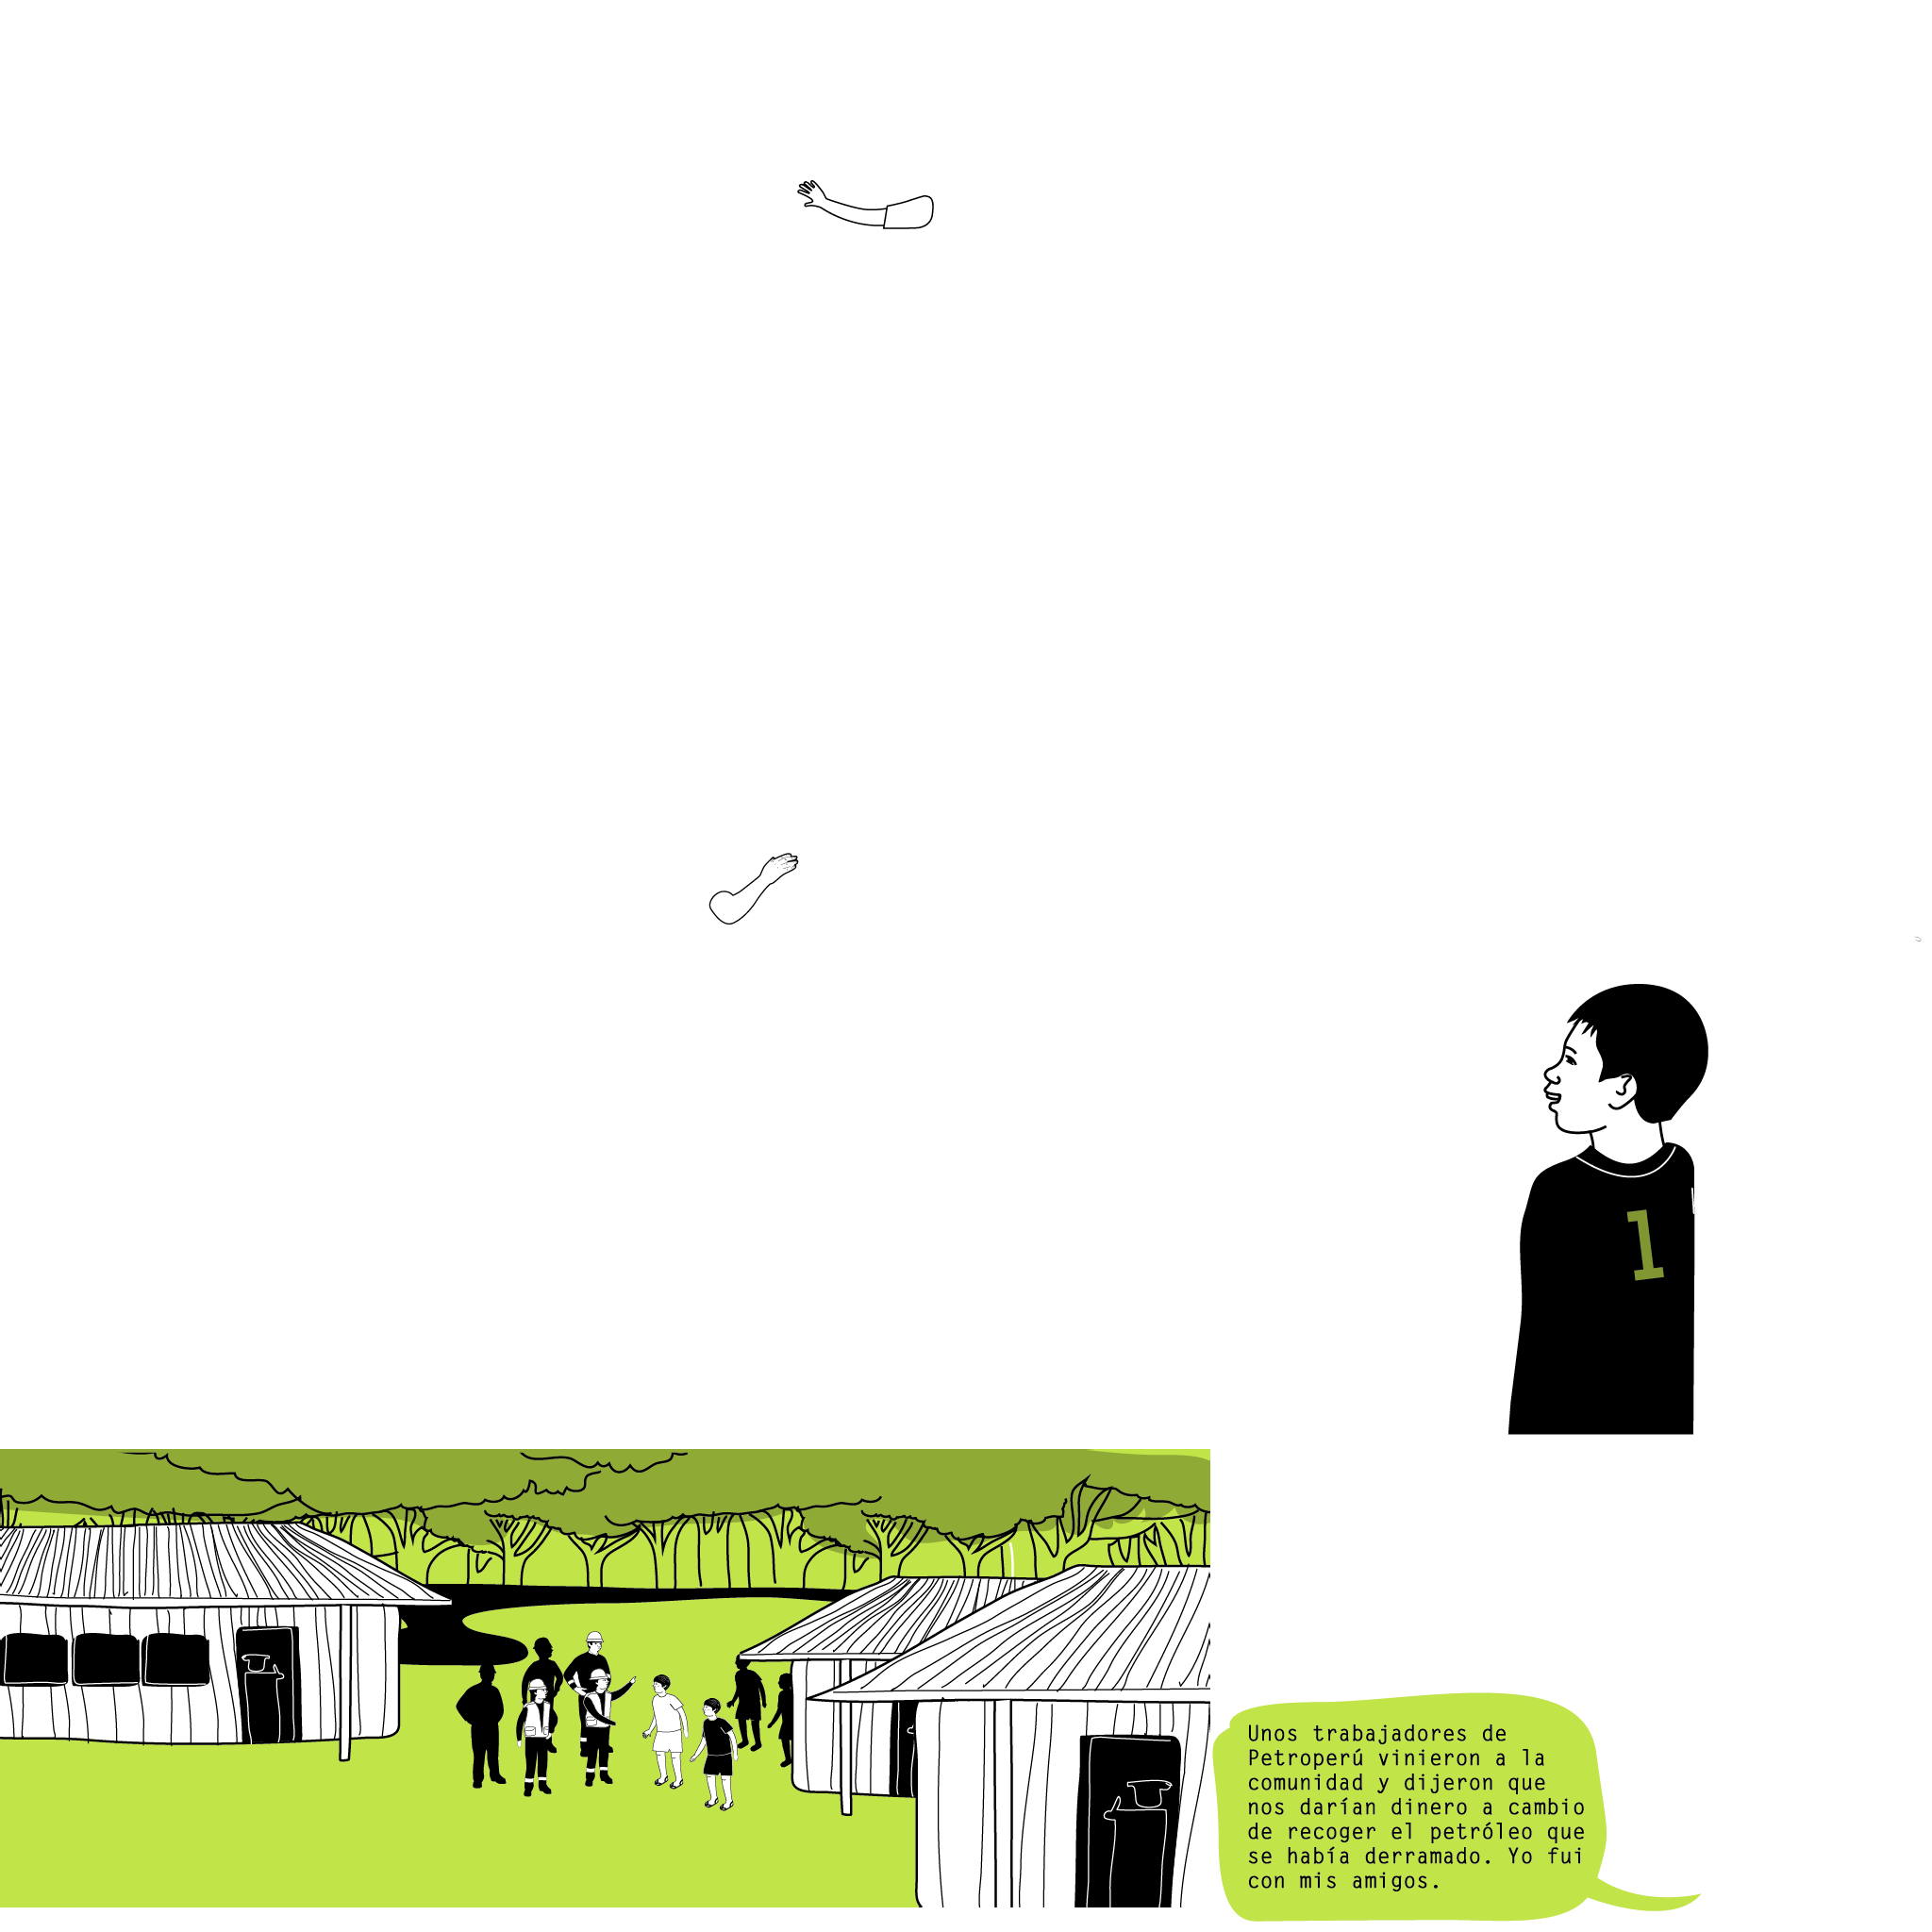 1
Unos trabajadores de
Petroperú vinieron a la
comunidad y dijeron que
nos darían dinero a cambio
de recoger el petróleo que
se había derramado. Yo fui
con mis amigos.